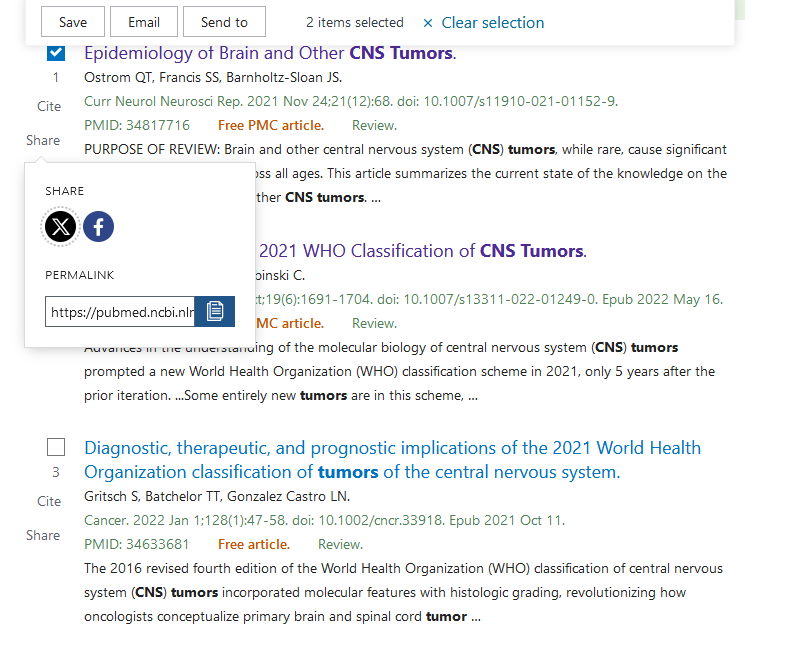 Save Email Send to 2 items selected × Clear selection
Epidemiology of Brain and Other CNS Tumors.
1
Ostrom QT, Francis SS, Barnholtz-Sloan JS.
Cite
Curr Neurol Neurosci Rep. 2021 Nov 24;21(12):68. doi: 10.1007/s11910-021-01152-9.
PMID: 34817716 Free PMC article. Review.
Share
PURPOSE OF REVIEW: Brain and other central nervous system (CNS) tumors, while rare, cause significant
oss all ages. This article summarizes the current state of the knowledge on the
ther CNS tumors. ...
SHARE
X f
PERMALINK
https://pubmed.ncbi.nlr
2021 WHO Classification of CNS Tumors.
binski C.
ct;19(6):1691-1704. doi: 10.1007/s13311-022-01249-0. Epub 2022 May 16.
MC article. Review.
Advances in the understanding of the molecular biology of central nervous system (CNS) tumors
prompted a new World Health Organization (WHO) classification scheme in 2021, only 5 years after the
prior iteration. ...Some entirely new tumors are in this scheme, ...
Diagnostic, therapeutic, and prognostic implications of the 2021 World Health
3
Organization classification of tumors of the central nervous system.
Cite
Gritsch S, Batchelor TT, Gonzalez Castro LN.
Cancer. 2022 Jan 1;128(1):47-58. doi: 10.1002/cncr.33918. Epub 2021 Oct 11.
Share
PMID: 34633681 Free article. Review.
The 2016 revised fourth edition of the World Health Organization (WHO) classification of central nervous
system (CNS) tumors incorporated molecular features with histologic grading, revolutionizing how
oncologists conceptualize primary brain and spinal cord tumor ...